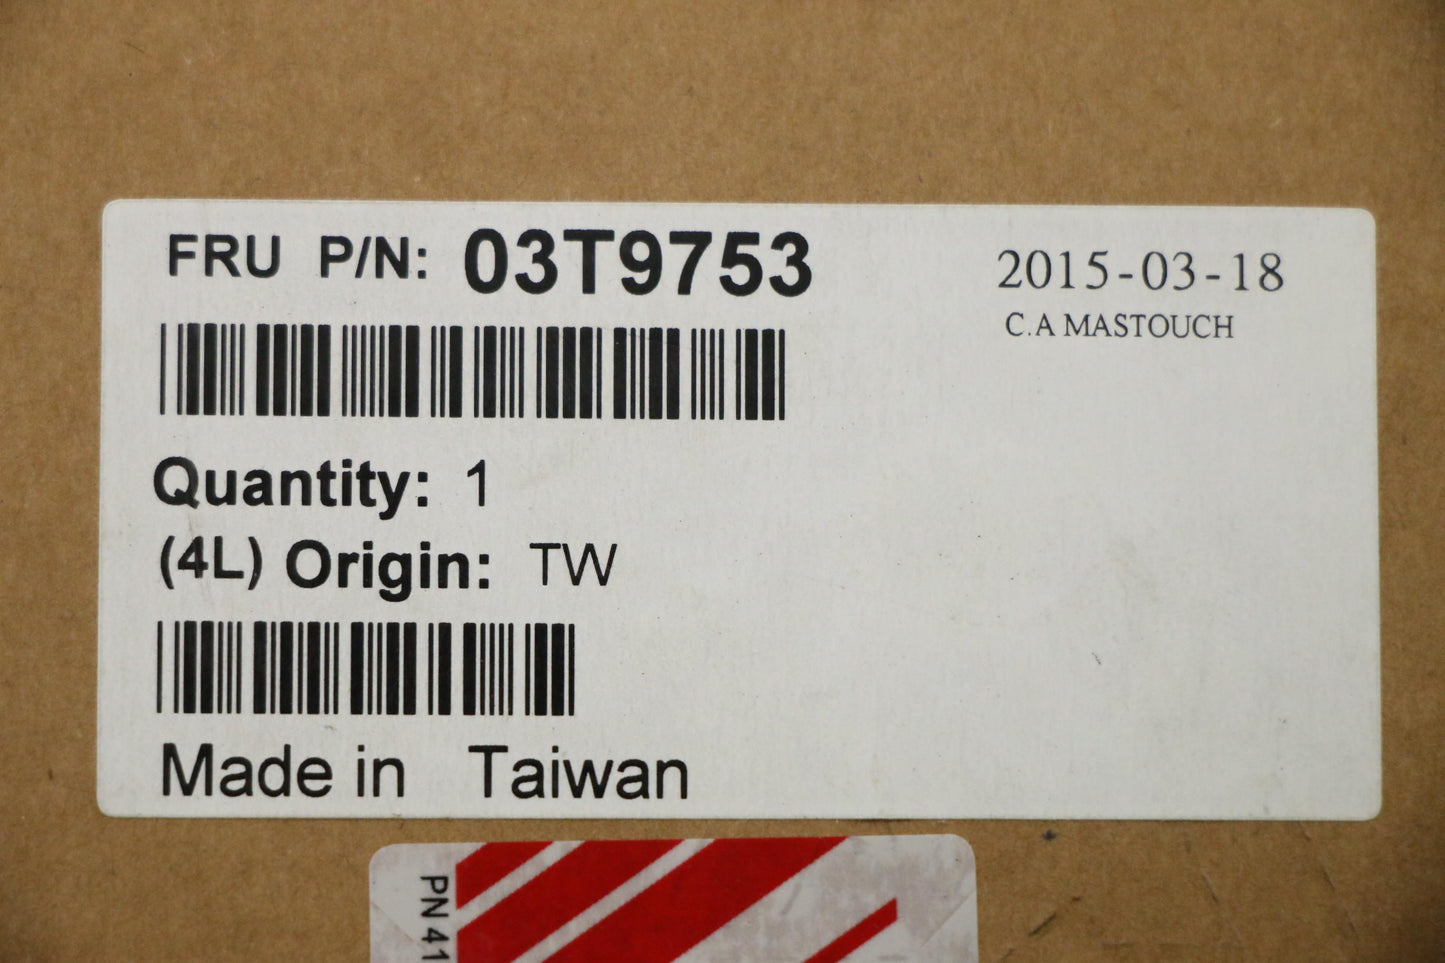 FRU P/N: 03T9753
2015-03-18
C.A MASTOUCH
Quantity: 1
(4L) Origin: TW
Made in Taiwan
PN 41